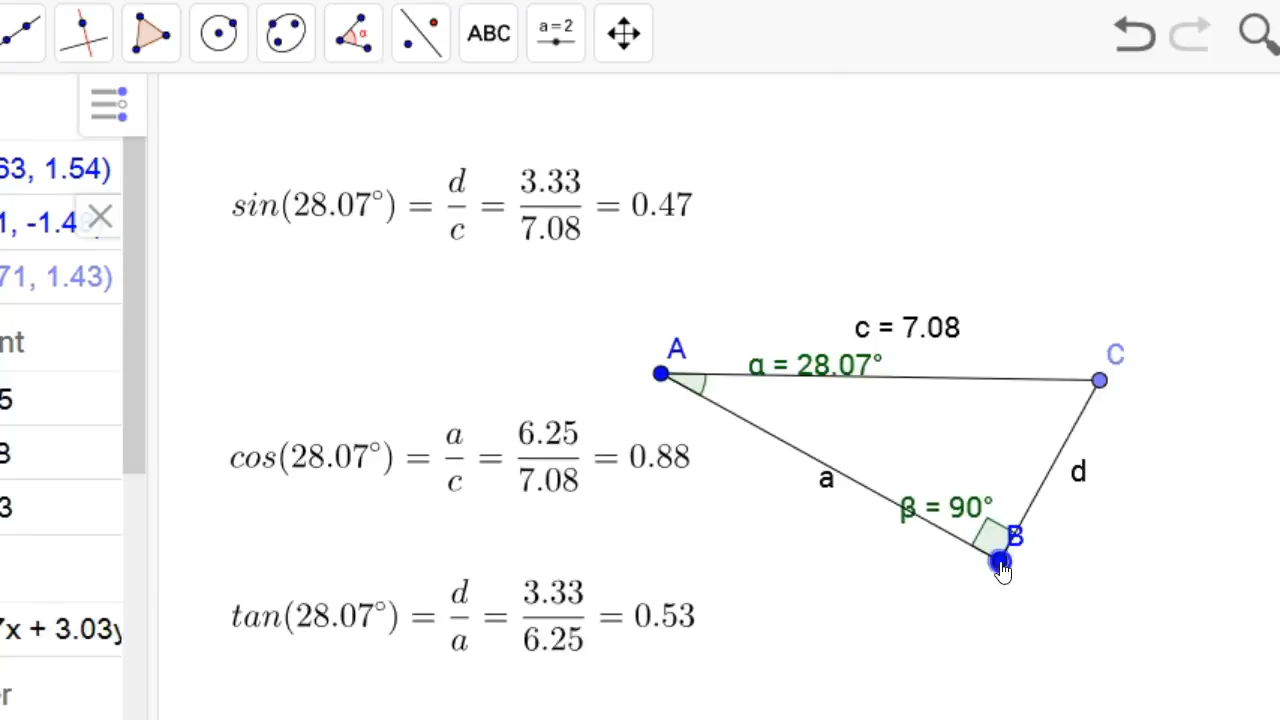 ABC
a=2
63, 1.54)
1, -1.4
71, 1.43)
nt
5
8
3
7x + 3.03y
er
sin(28.07°) = d/c = 3.33/7.08 = 0.47
cos(28.07°) = a/c = 6.25/7.08 = 0.88
tan(28.07°) = d/a = 3.33/6.25 = 0.53
c = 7.08
A
α = 28.07°
C
a
d
β = 90°
B
α